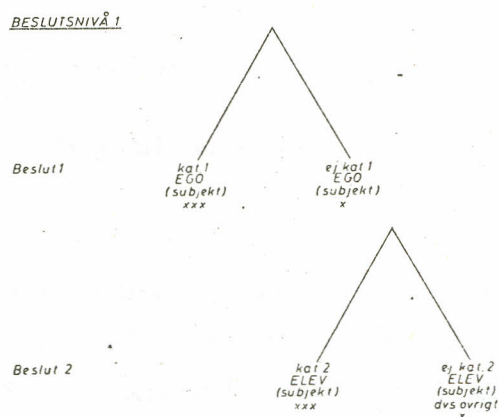 BESLUTSNIVÅ 1
Beslut 1
kat.1
EGO
(subjekt)
xxx
ej kat.1
EGO
(subjekt)
x
Beslut 2
kat 2
ELEV
(subjekt)
xxx
ej kat.2
ELEV
(subjekt)
dvs övrigt
x